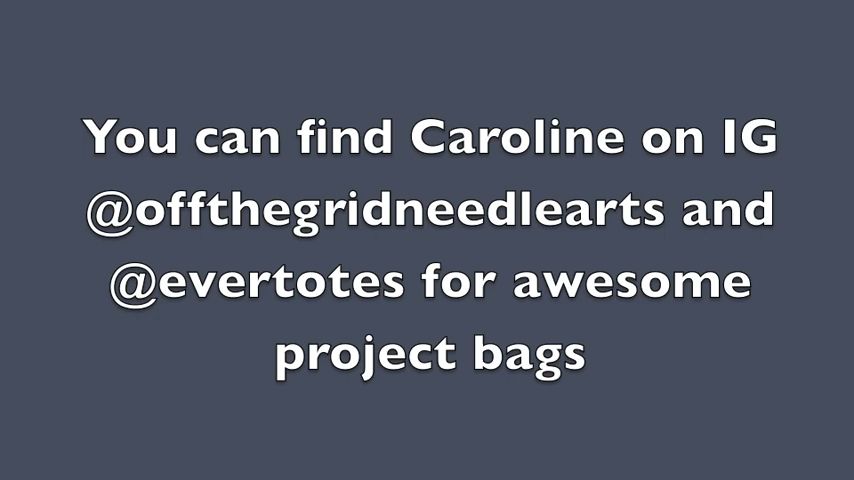 You can find Caroline on IG
@offthegridneedlearts and
@evertotes for awesome
project bags